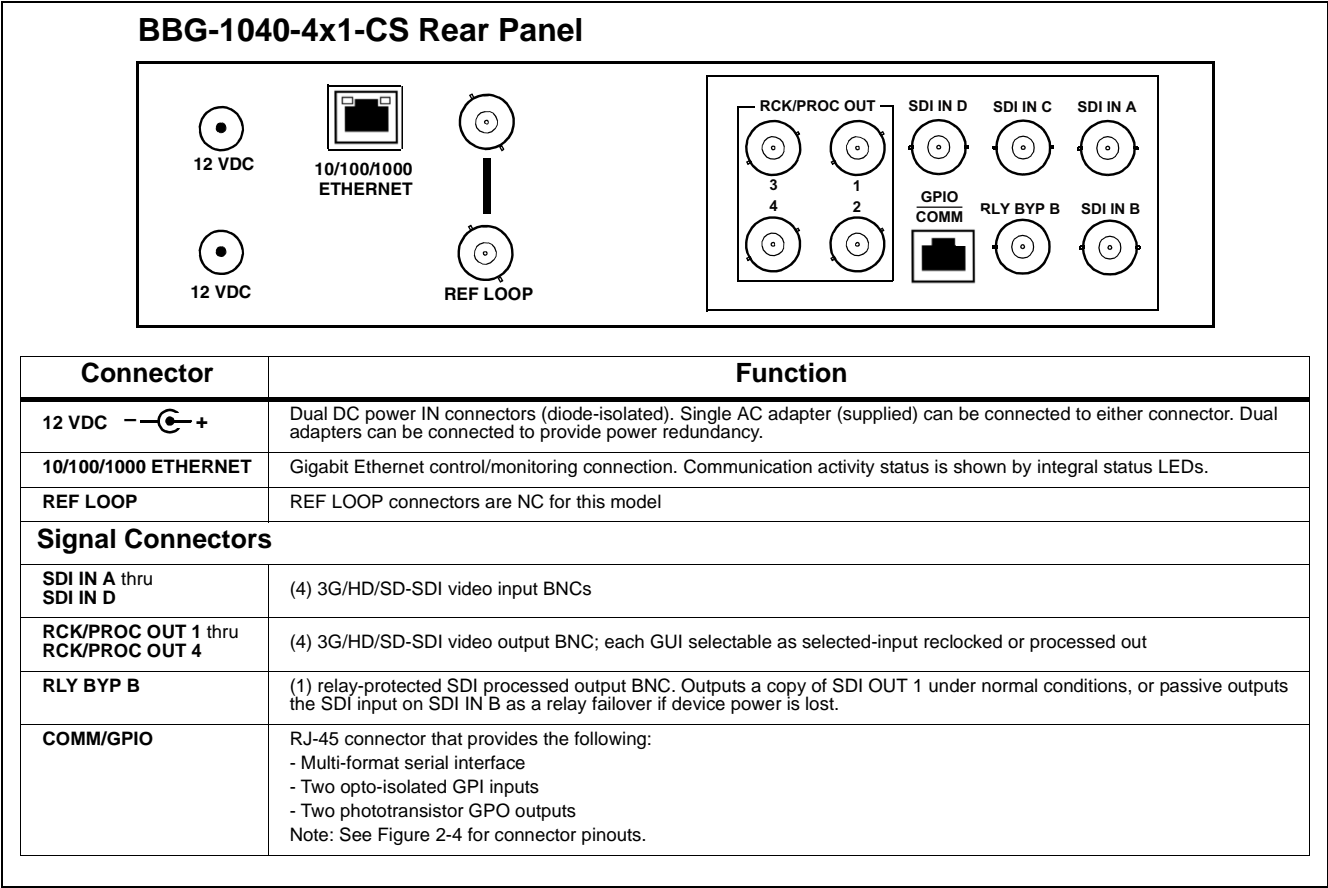 BBG-1040-4x1-CS Rear Panel
12 VDC
12 VDC
10/100/1000
ETHERNET
REF LOOP
RCK/PROC OUT
3
1
4
2
SDI IN D
SDI IN C
SDI IN A
GPIO
COMM
RLY BYP B
SDI IN B
Connector
Function
12 VDC – +
Dual DC power IN connectors (diode-isolated). Single AC adapter (supplied) can be connected to either connector. Dual
adapters can be connected to provide power redundancy.
10/100/1000 ETHERNET
Gigabit Ethernet control/monitoring connection. Communication activity status is shown by integral status LEDs.
REF LOOP
REF LOOP connectors are NC for this model
Signal Connectors
SDI IN A thru
SDI IN D
(4) 3G/HD/SD-SDI video input BNCs
RCK/PROC OUT 1 thru
RCK/PROC OUT 4
(4) 3G/HD/SD-SDI video output BNC; each GUI selectable as selected-input reclocked or processed out
RLY BYP B
(1) relay-protected SDI processed output BNC. Outputs a copy of SDI OUT 1 under normal conditions, or passive outputs
the SDI input on SDI IN B as a relay failover if device power is lost.
COMM/GPIO
RJ-45 connector that provides the following:
- Multi-format serial interface
- Two opto-isolated GPI inputs
- Two phototransistor GPO outputs
Note: See Figure 2-4 for connector pinouts.